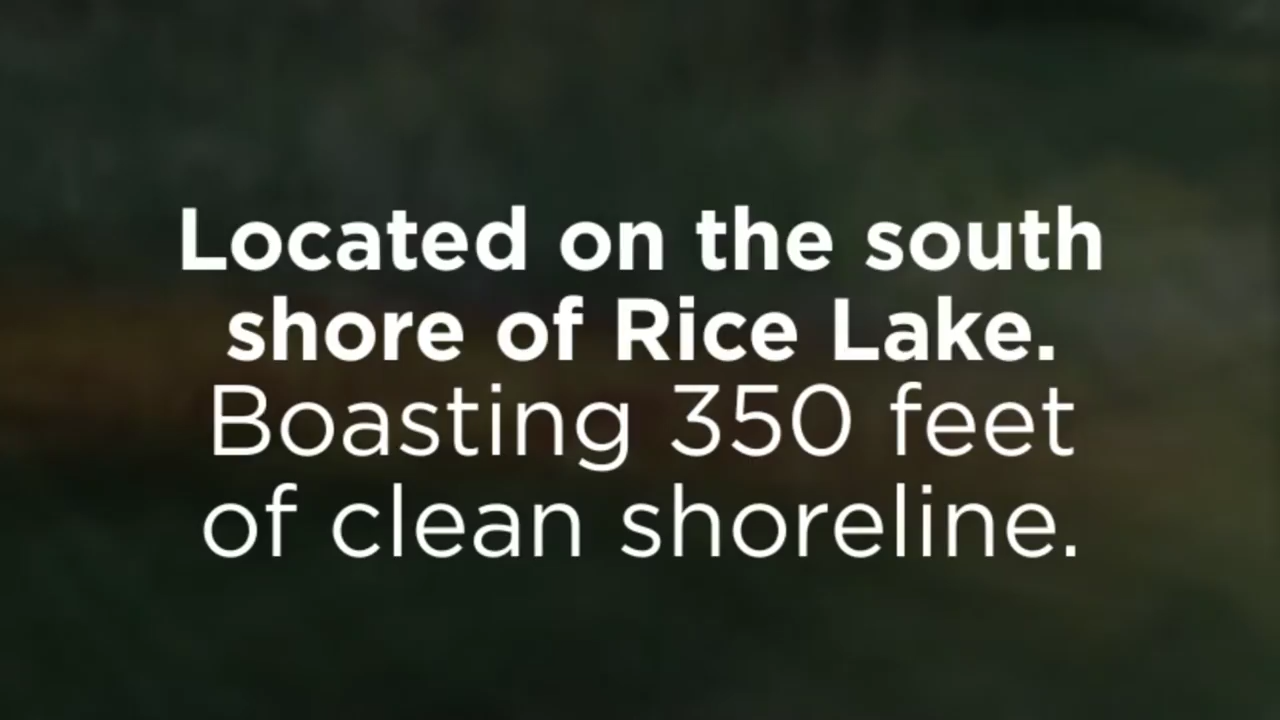 Located on the south
shore of Rice Lake.
Boasting 350 feet
of clean shoreline.